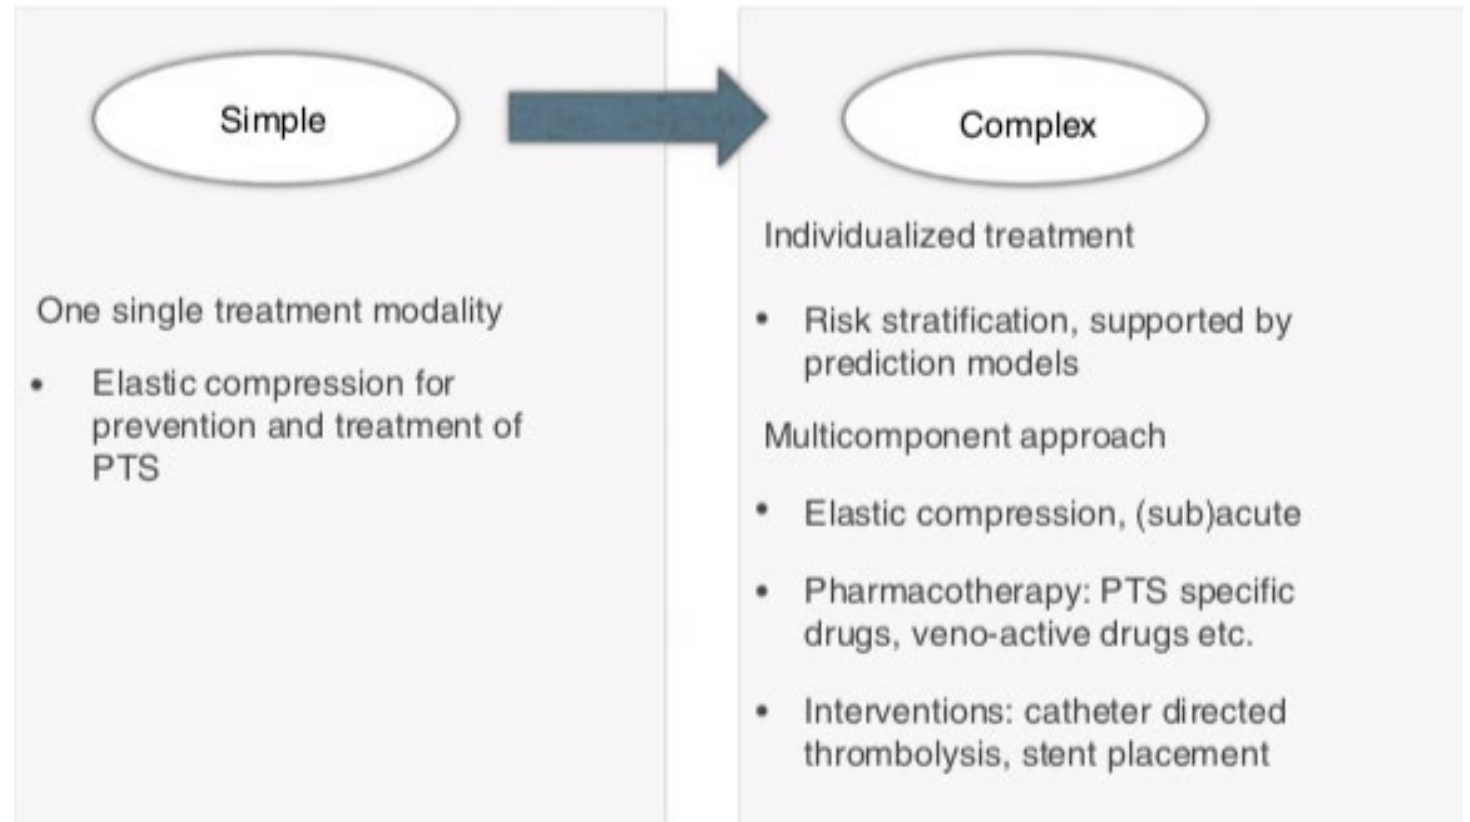 Simple
One single treatment modality
• Elastic compression for
prevention and treatment of
PTS
Complex
Individualized treatment
• Risk stratification, supported by
prediction models
Multicomponent approach
• Elastic compression, (sub)acute
• Pharmacotherapy: PTS specific
drugs, veno-active drugs etc.
• Interventions: catheter directed
thrombolysis, stent placement